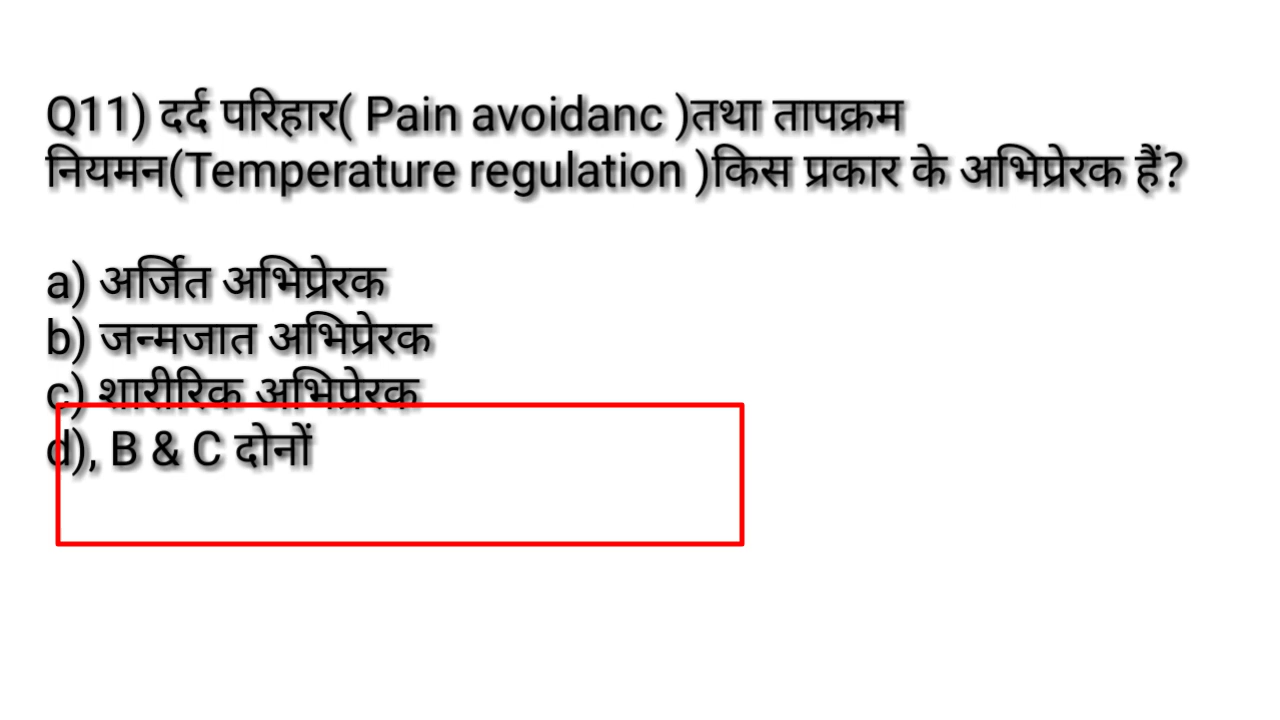 Q11) दर्द परिहार( Pain avoidanc )तथा तापक्रम
नियमन(Temperature regulation )किस प्रकार के अभिप्रेरक हैं?
a) अर्जित अभिप्रेरक
b) जन्मजात अभिप्रेरक
c) शारीरिक अभिप्रेरक
d), B & C दोनों